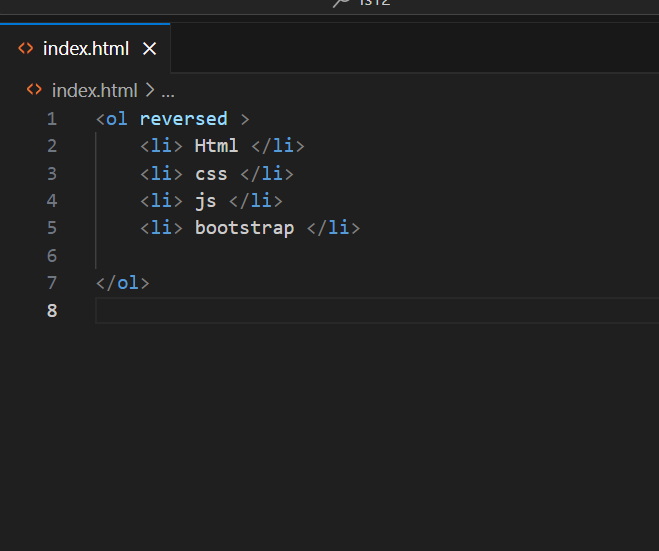 index.html
index.html > ...
1 <ol reversed >
2 <li> Html </li>
3 <li> css </li>
4 <li> js </li>
5 <li> bootstrap </li>
6
7 </ol>
8